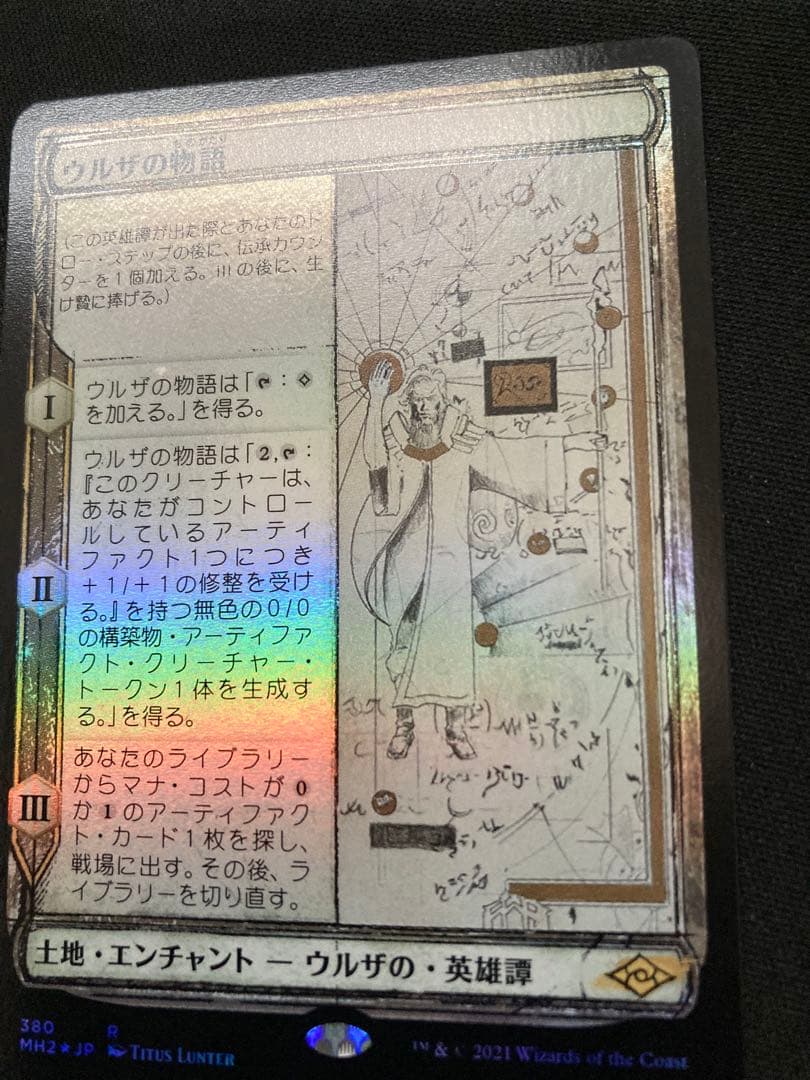 ウルザの物語
(この英雄譚が出た際とあなたのド
ロー・ステップの後に、伝承カウン
ターを1個加える。IIIの後に、生
け贄に捧げる。)
I
ウルザの物語は「:
を加える。」を得る。
II
ウルザの物語は「2,:
『このクリーチャーは、
あなたがコントロー
ルしているアーティ
ファクト1つにつき
+1/+1の修整を受け
る。』を持つ無色の0/0
の構築物・アーティファ
クト・クリーチャー・
トークン1体を生成す
る。」を得る。
III
あなたのライブラリー
からマナ・コストが0
か1のアーティファク
ト・カード1枚を探し、
戦場に出す。その後、ラ
イブラリーを切り直す。
土地・エンチャント — ウルザの・英雄譚
380 R
MH2★JP TITUS LUNTER
™ & © 2021 Wizards of the Coast